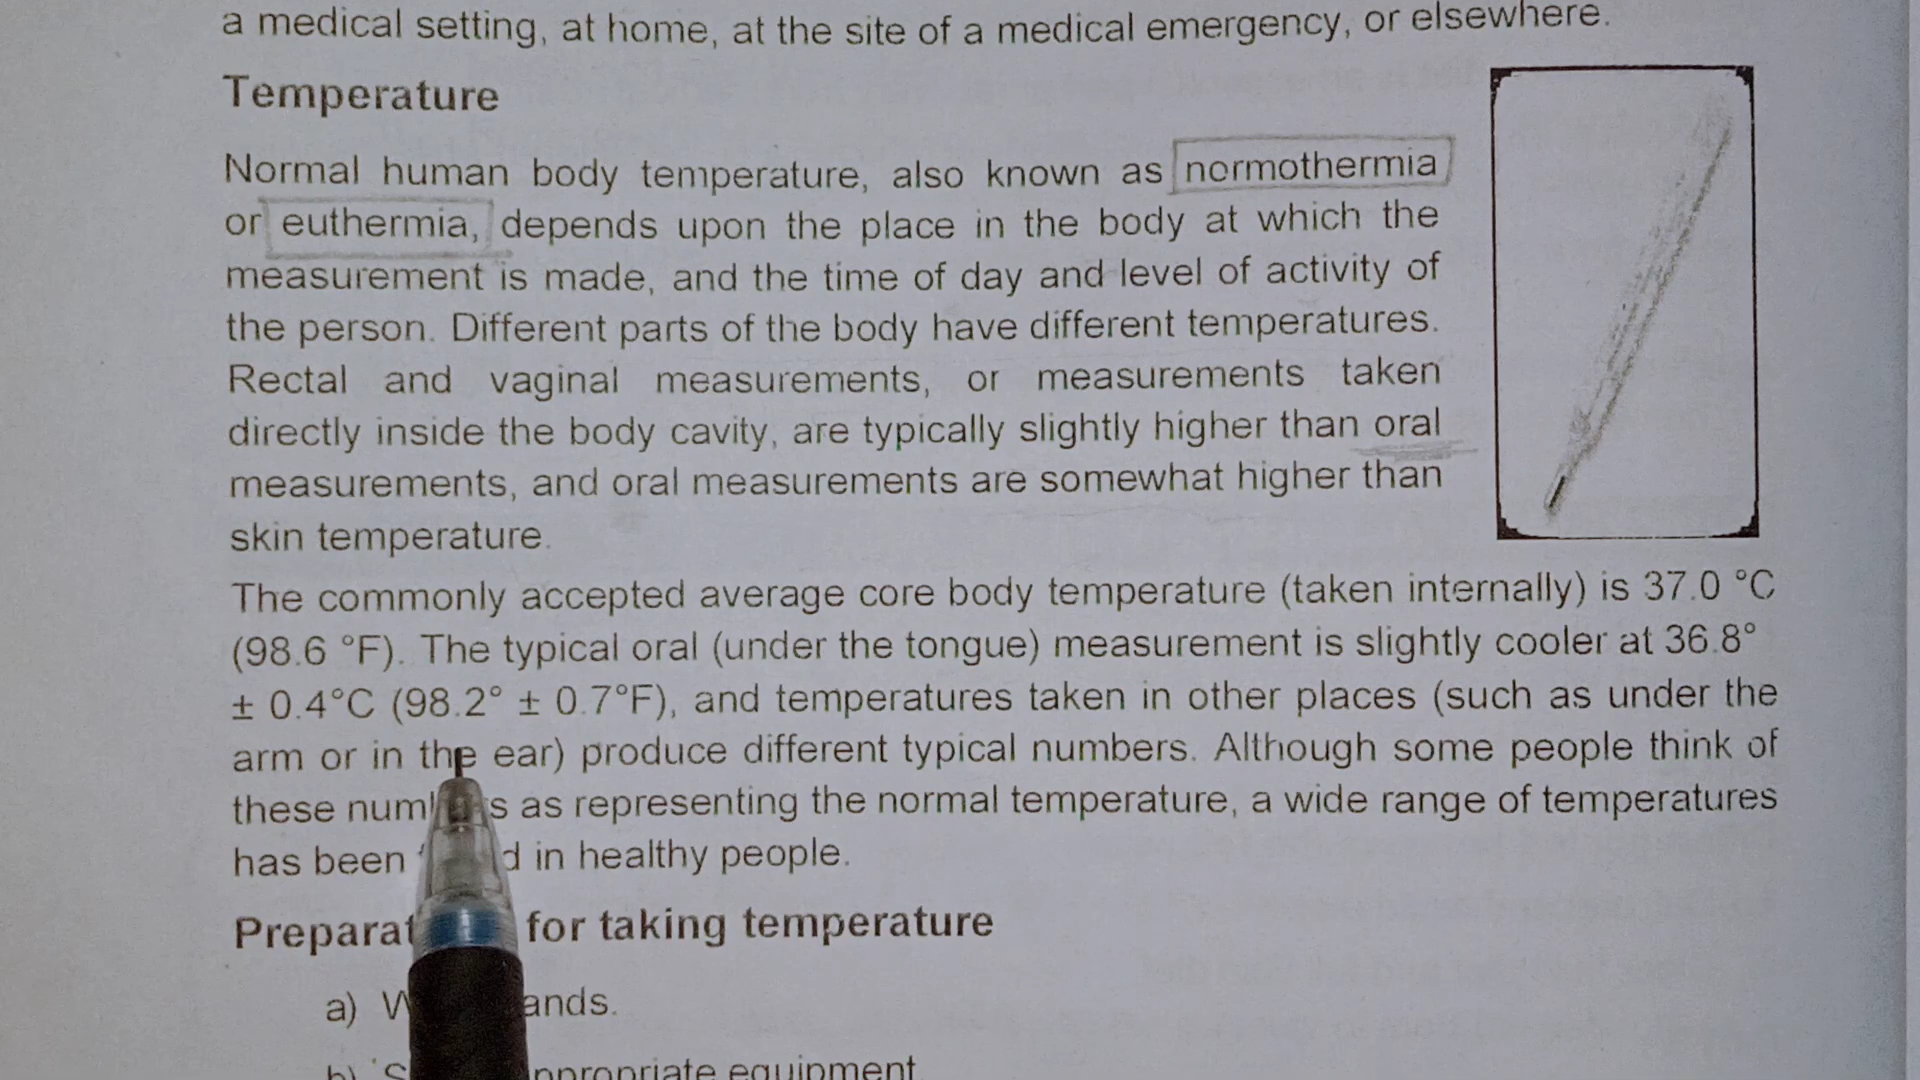 a medical setting, at home, at the site of a medical emergency, or elsewhere.
Temperature
Normal human body temperature, also known as normothermia
or euthermia, depends upon the place in the body at which the
measurement is made, and the time of day and level of activity of
the person. Different parts of the body have different temperatures.
Rectal and vaginal measurements, or measurements taken
directly inside the body cavity, are typically slightly higher than oral
measurements, and oral measurements are somewhat higher than
skin temperature.
The commonly accepted average core body temperature (taken internally) is 37.0 °C
(98.6 °F). The typical oral (under the tongue) measurement is slightly cooler at 36.8°
± 0.4°C (98.2° ± 0.7°F), and temperatures taken in other places (such as under the
arm or in the ear) produce different typical numbers. Although some people think of
these as representing the normal temperature, a wide range of temperatures
has been in healthy people.
for taking temperature
a)
b) equipment